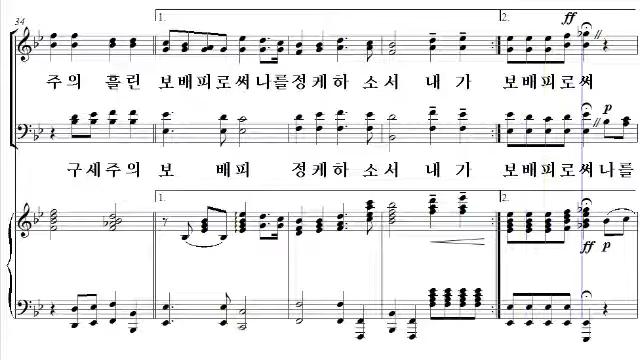 34
1.
2.
ff
주의 흘린 보배피로써나를정케하 소서 내가 보배피로써
p
구세주의 보 배피 정케하 소서 내가 보배피로써나를
1.
2.
ff p